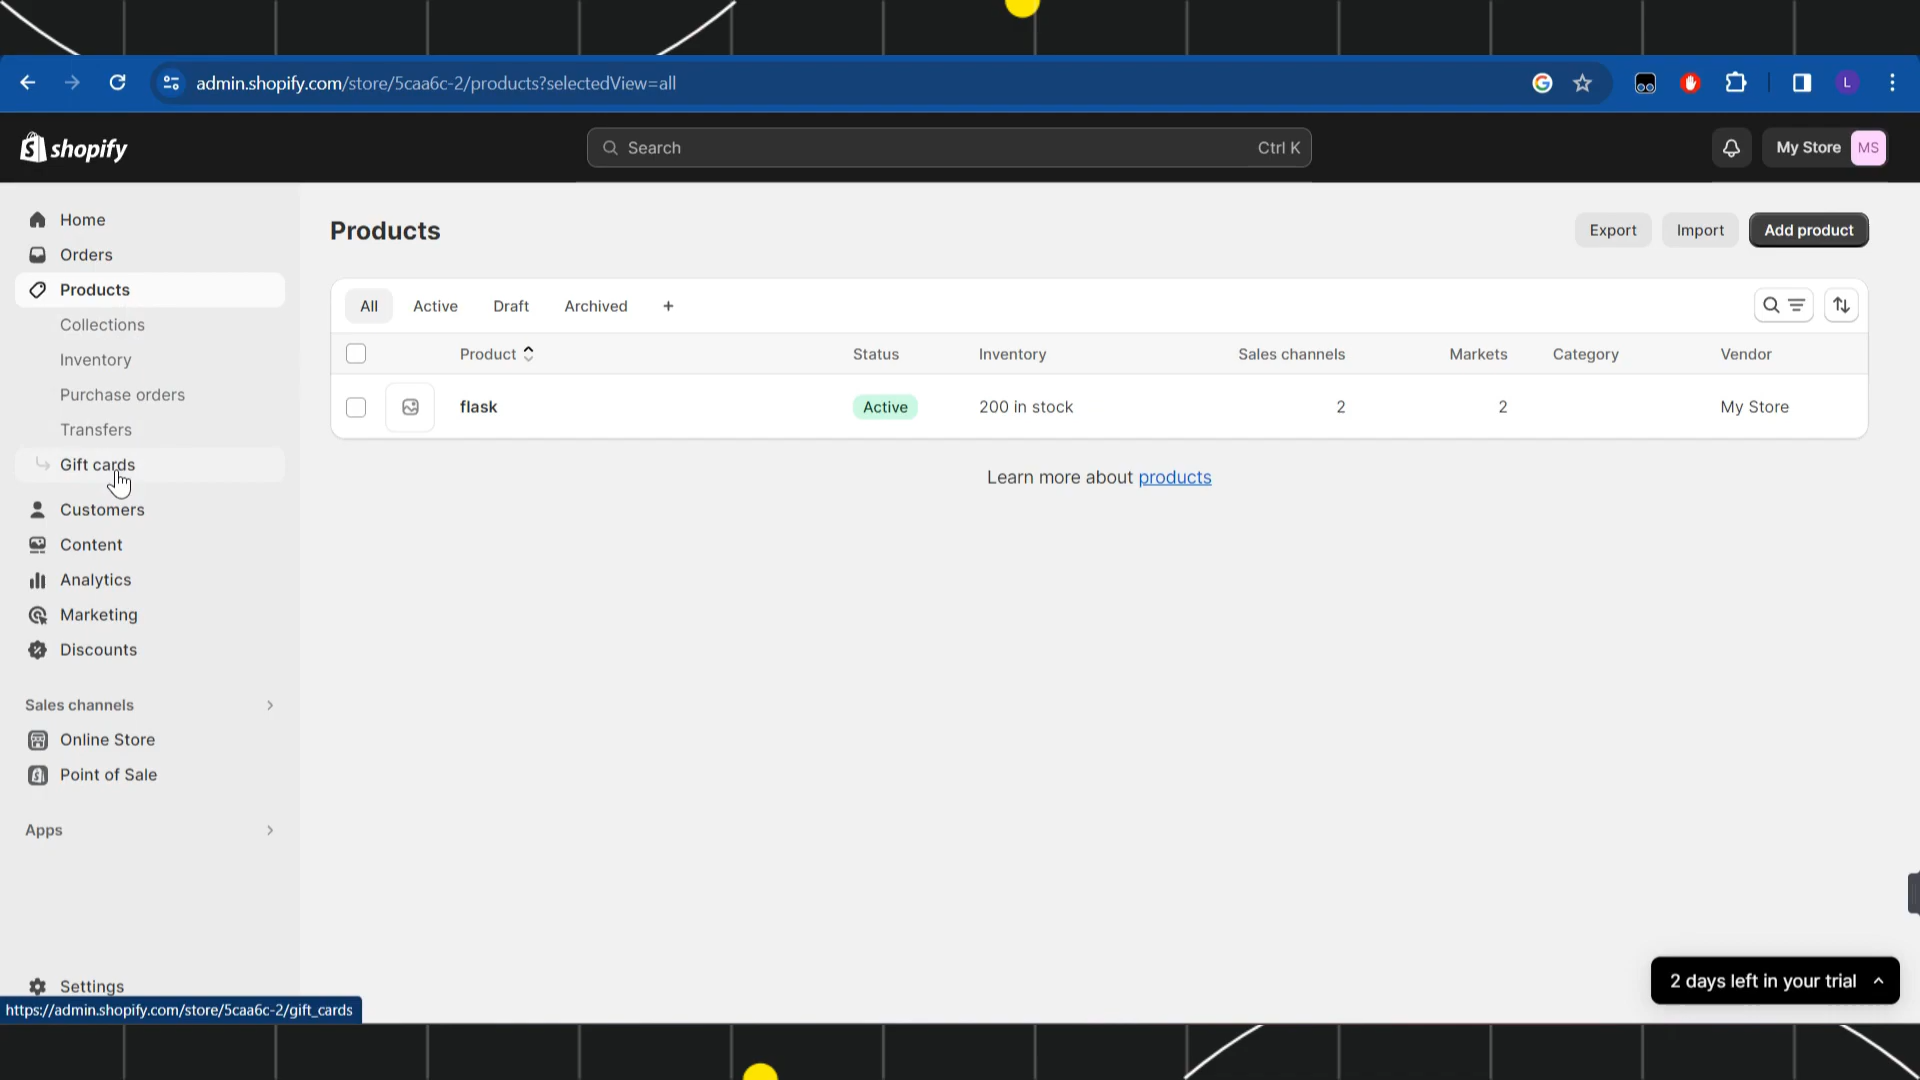 admin.shopify.com/store/5caa6c-2/products?selectedView=all
L
shopify
Search
Ctrl K
My Store
MS
Home
Orders
Products
Collections
Inventory
Purchase orders
Transfers
Gift cards
Customers
Content
Analytics
Marketing
Discounts
Sales channels
Online Store
Point of Sale
Apps
Settings
https://admin.shopify.com/store/5caa6c-2/gift_cards
Products
Export
Import
Add product
All
Active
Draft
Archived
+
Product
Status
Inventory
Sales channels
Markets
Category
Vendor
flask
Active
200 in stock
2
2
My Store
Learn more about products
2 days left in your trial